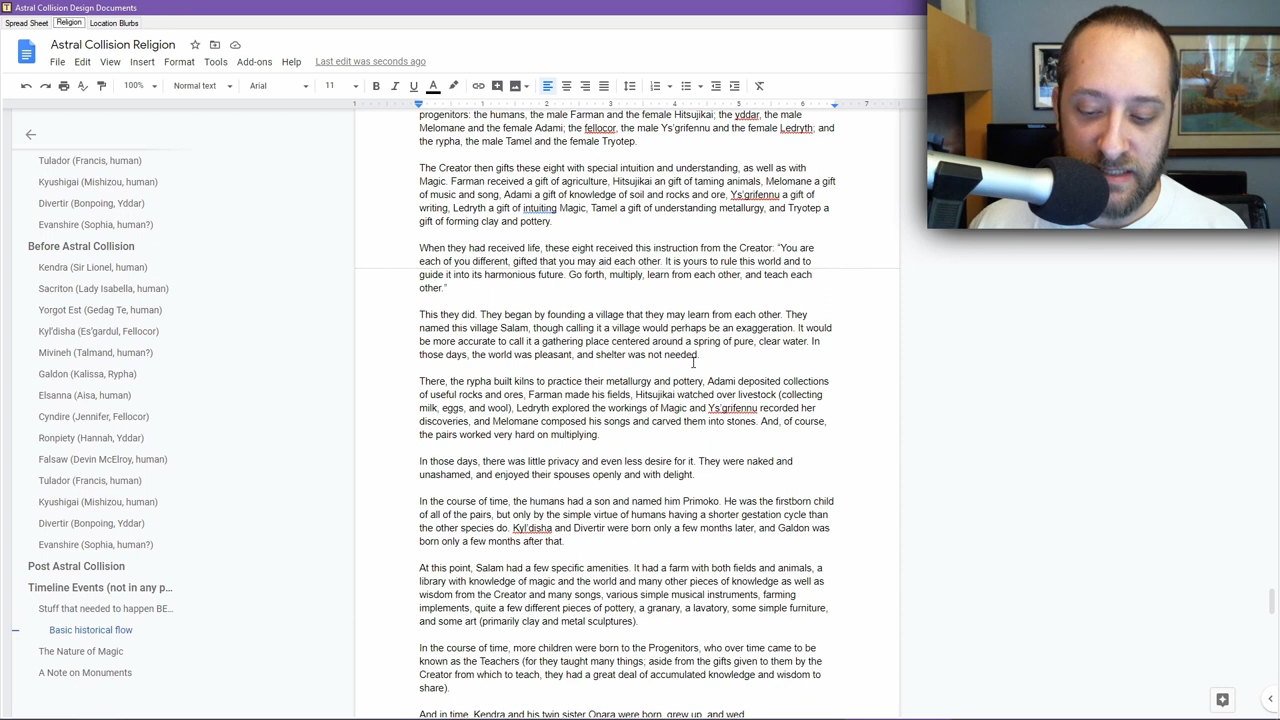 Astral Collision Design Documents
Spread Sheet Religion Location Blurbs
Astral Collision Religion
File Edit View Insert Format Tools Add-ons Help Last edit was seconds ago
100% Normal text Arial 11 B I U A
1 1 2 3 4 5 6 7
Tulador (Francis, human)
Kyushigai (Mishizou, human)
Divertir (Bonpoing, Yddar)
Evanshire (Sophia, human?)
Before Astral Collision
Kendra (Sir Lionel, human)
Sacriton (Lady Isabella, human)
Yorgot Est (Gedag Te, human)
Kyl'disha (Es'gardul, Fellocor)
Mivineh (Talmand, human?)
Galdon (Kalissa, Rypha)
Elsanna (Aisa, human)
Cyndire (Jennifer, Fellocor)
Ronpiety (Hannah, Yddar)
Falsaw (Devin McElroy, human)
Tulador (Francis, human)
Kyushigai (Mishizou, human)
Divertir (Bonpoing, Yddar)
Evanshire (Sophia, human?)
Post Astral Collision
Timeline Events (not in any p...
Stuff that needed to happen BE...
Basic historical flow
The Nature of Magic
A Note on Monuments
progenitors: the humans, the male Farman and the female Hitsujikai; the yddar, the male
Melomane and the female Adami; the fellocor, the male Ys'grifennu and the female Ledryth; and
the rypha, the male Tamel and the female Tryotep.
The Creator then gifts these eight with special intuition and understanding, as well as with
Magic. Farman received a gift of agriculture, Hitsujikai an gift of taming animals, Melomane a gift
of music and song, Adami a gift of knowledge of soil and rocks and ore, Ys'grifennu a gift of
writing, Ledryth a gift of intuiting Magic, Tamel a gift of understanding metallurgy, and Tryotep a
gift of forming clay and pottery.
When they had received life, these eight received this instruction from the Creator: "You are
each of you different, gifted that you may aid each other. It is yours to rule this world and to
guide it into its harmonious future. Go forth, multiply, learn from each other, and teach each
other."
This they did. They began by founding a village that they may learn from each other. They
named this village Salam, though calling it a village would perhaps be an exaggeration. It would
be more accurate to call it a gathering place centered around a spring of pure, clear water. In
those days, the world was pleasant, and shelter was not needed.
There, the rypha built kilns to practice their metallurgy and pottery, Adami deposited collections
of useful rocks and ores, Farman made his fields, Hitsujikai watched over livestock (collecting
milk, eggs, and wool), Ledryth explored the workings of Magic and Ys'grifennu recorded her
discoveries, and Melomane composed his songs and carved them into stones. And, of course,
the pairs worked very hard on multiplying.
In those days, there was little privacy and even less desire for it. They were naked and
unashamed, and enjoyed their spouses openly and with delight.
In the course of time, the humans had a son and named him Primoko. He was the firstborn child
of all of the pairs, but only by the simple virtue of humans having a shorter gestation cycle than
the other species do. Kyl'disha and Divertir were born only a few months later, and Galdon was
born only a few months after that.
At this point, Salam had a few specific amenities. It had a farm with both fields and animals, a
library with knowledge of magic and the world and many other pieces of knowledge as well as
wisdom from the Creator and many songs, various simple musical instruments, farming
implements, quite a few different pieces of pottery, a granary, a lavatory, some simple furniture,
and some art (primarily clay and metal sculptures).
In the course of time, more children were born to the Progenitors, who over time came to be
known as the Teachers (for they taught many things; aside from the gifts given to them by the
Creator from which to teach, they had a great deal of accumulated knowledge and wisdom to
share).
And in time, Kendra and his twin sister Onara were born, grew up, and wed.